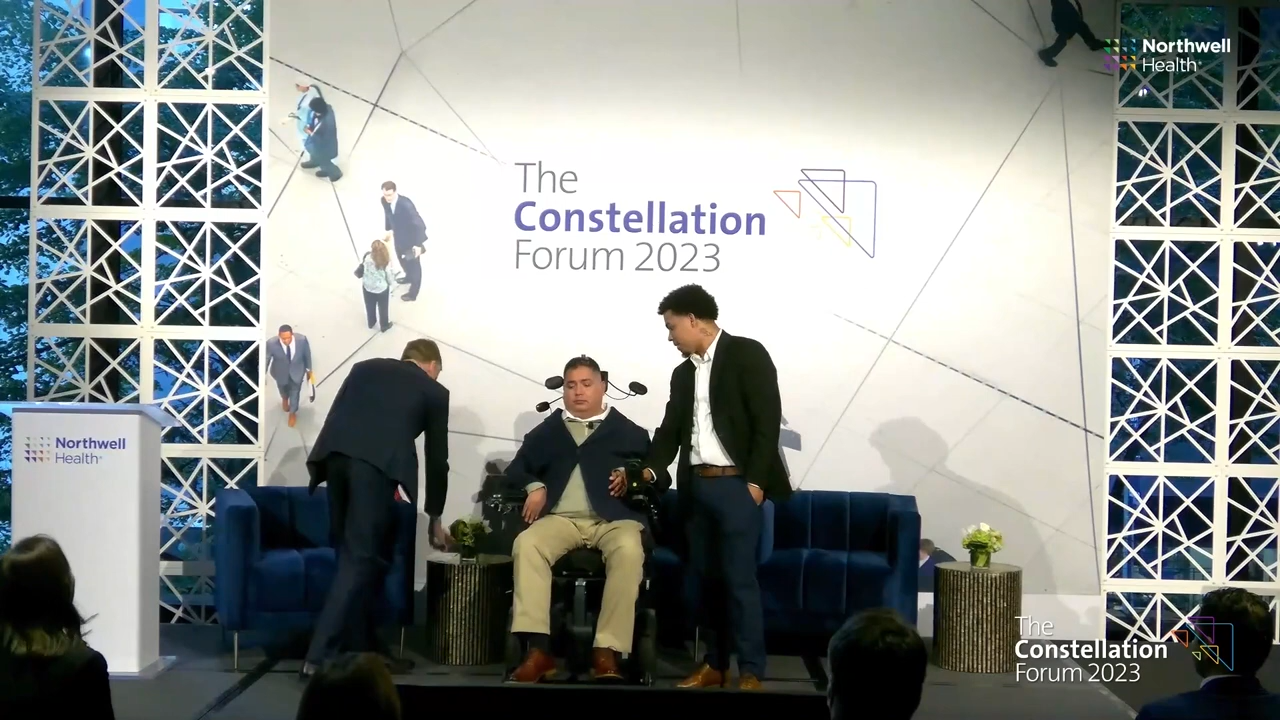 Northwell
Health
The
Constellation
Forum 2023
Northwell
Health
The
Constellation
Forum 2023